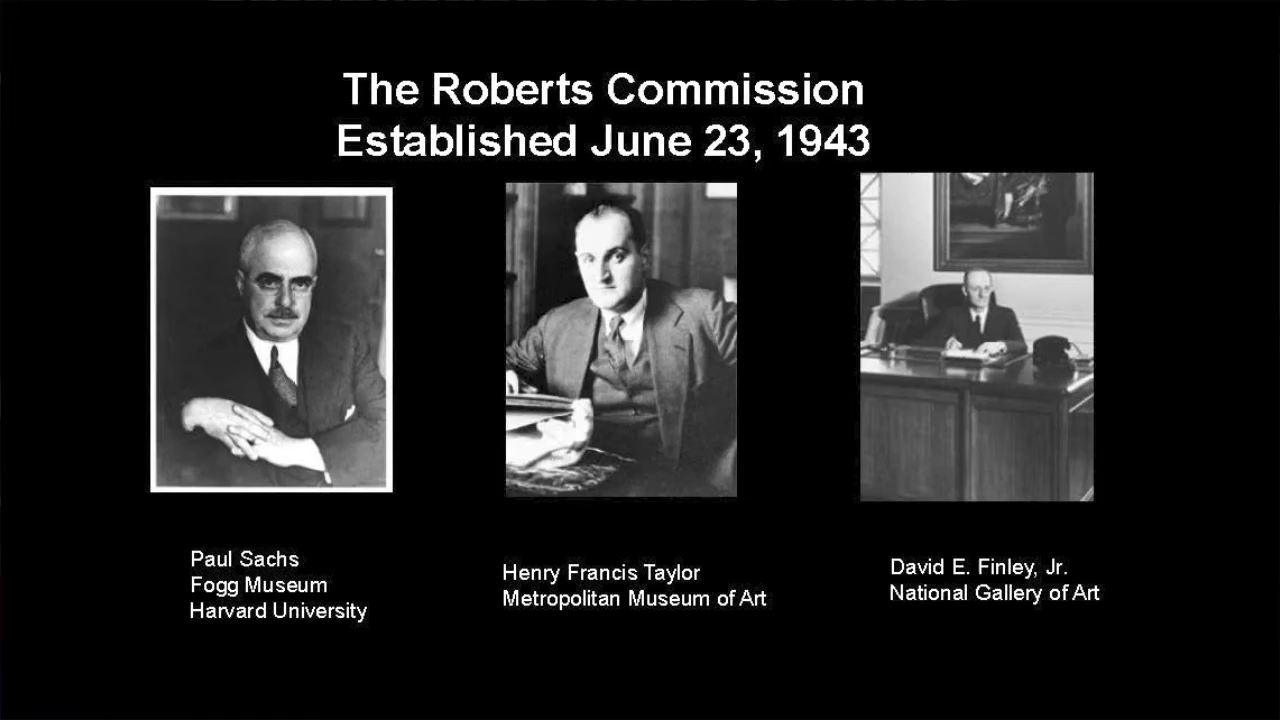 The Roberts Commission
Established June 23, 1943
Paul Sachs
Fogg Museum
Harvard University
Henry Francis Taylor
Metropolitan Museum of Art
David E. Finley, Jr.
National Gallery of Art